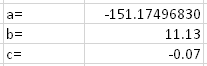 a= -151.17496830
b= 11.13
c= -0.07